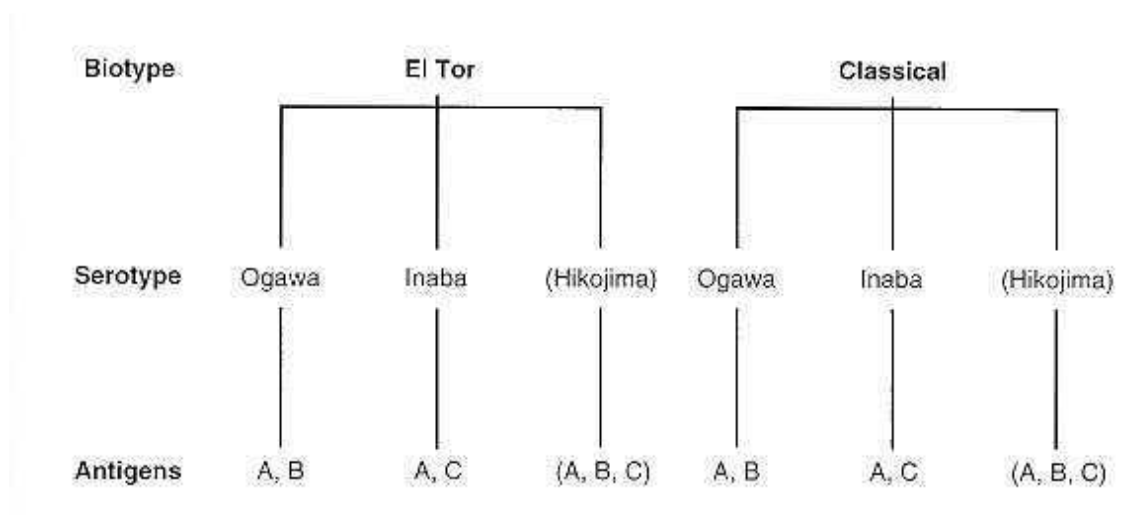 Biotype El Tor Classical
Serotype Ogawa Inaba (Hikojima) Ogawa Inaba (Hikojima)
Antigens A, B A, C (A, B, C) A, B A, C (A, B, C)